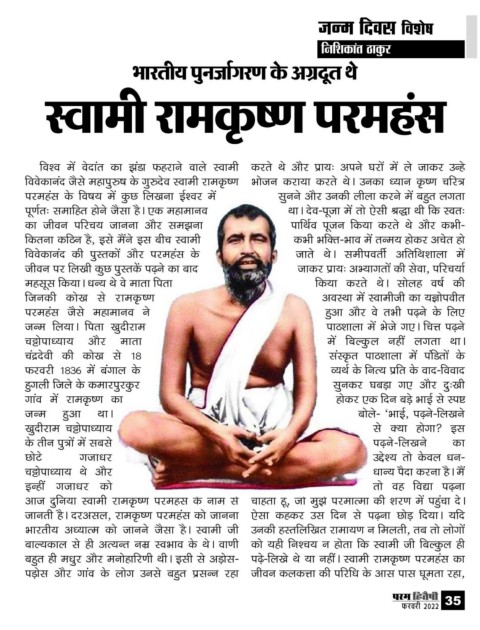 जन्म दिवस विशेष
निशिकांत ठाकुर
भारतीय पुनर्जागरण के अग्रदूत थे
स्वामी रामकृष्ण परमहंस
विश्व में वेदांत का झंडा फहराने वाले स्वामी
विवेकानंद जैसे महापुरुष के गुरुदेव स्वामी रामकृष्ण
परमहंस के विषय में कुछ लिखना ईश्वर में
पूर्णतः समाहित होने जैसा है। एक महामानव
का जीवन परिचय जानना और समझना
कितना कठिन है, इसे मैंने इस बीच स्वामी
विवेकानंद की पुस्तकों और परमहंस के
जीवन पर लिखी कुछ पुस्तकें पढ़ने का बाद
महसूस किया। धन्य थे वे माता पिता
जिनकी कोख से रामकृष्ण
परमहंस जैसे महामानव ने
जन्म लिया। पिता खुदीराम
चट्टोपाध्याय और माता
चंद्रदेवी की कोख से 18
फरवरी 1836 में बंगाल के
हुगली जिले के कमारपुरकुर
गांव में रामकृष्ण का
जन्म हुआ था।
खुदीराम चट्टोपाध्याय
के तीन पुत्रों में सबसे
छोटे गजाधर
चट्टोपाध्याय थे और
इन्हीं गजाधर को
आज दुनिया स्वामी रामकृष्ण परमहंस के नाम से
जानती है। दरअसल, रामकृष्ण परमहंस को जानना
भारतीय अध्यात्म को जानने जैसा है। स्वामी जी
बाल्यकाल से ही अत्यन्त नम्र स्वभाव के थे। वाणी
बहुत ही मधुर और मनोहारिणी थी। इसी से अड़ोस-
पड़ोस और गांव के लोग उनसे बहुत प्रसन्न रहा
करते थे और प्रायः अपने घरों में ले जाकर उन्हे
भोजन कराया करते थे। उनका ध्यान कृष्ण चरित्र
सुनने और उनकी लीला करने में बहुत लगता
था। देव-पूजा में तो ऐसी श्रद्धा थी कि स्वतः
पार्थिव पूजन किया करते थे और कभी-
कभी भक्ति-भाव में तन्मय होकर अचेत हो
जाते थे। समीपवर्ती अतिथिशाला में
जाकर प्रायः अभ्यागतों की सेवा, परिचर्या
किया करते थे। सोलह वर्ष की
अवस्था में स्वामीजी का यज्ञोपवीत
हुआ और वे तभी पढ़ने के लिए
पाठशाला में भेजे गए। चित्त पढ़ने
में बिल्कुल नहीं लगता था।
संस्कृत पाठशाला में पंडितों के
व्यर्थ के नित्य प्रति के वाद-विवाद
सुनकर घबड़ा गए और दुःखी
होकर एक दिन बड़े भाई से स्पष्ट
बोले- 'भाई, पढ़ने-लिखने
से क्या होगा? इस
पढ़ने-लिखने का
उद्देश्य तो केवल धन-
धान्य पैदा करना है। मैं
तो वह विद्या पढ़ना
चाहता हूं, जो मुझे परमात्मा की शरण में पहुंचा दे।
ऐसा कहकर उस दिन से पढ़ना छोड़ दिया। यदि
उनकी हस्तलिखित रामायण न मिलती, तब तो लोगों
को यही निश्चय न होता कि स्वामी जी बिल्कुल ही
पढ़े-लिखे थे या नहीं। स्वामी रामकृष्ण परमहंस का
जीवन कलकत्ता की परिधि के आस पास घूमता रहा,
परम हितैषी
फरवरी 2022
35